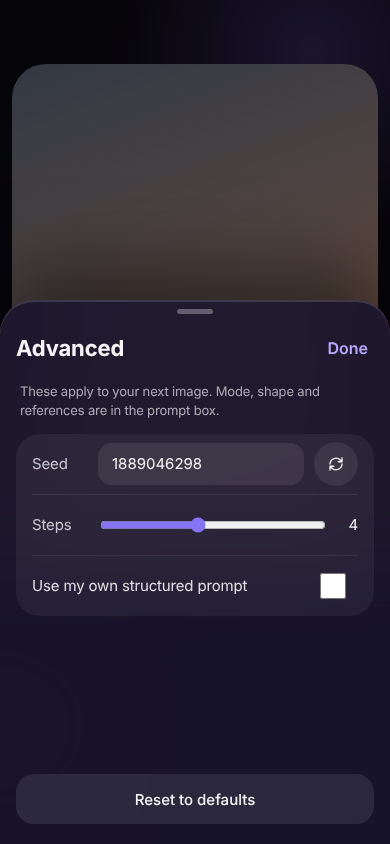 Advanced
Done
These apply to your next image. Mode, shape and
references are in the prompt box.
Seed
1889046298
Steps
4
Use my own structured prompt
Reset to defaults